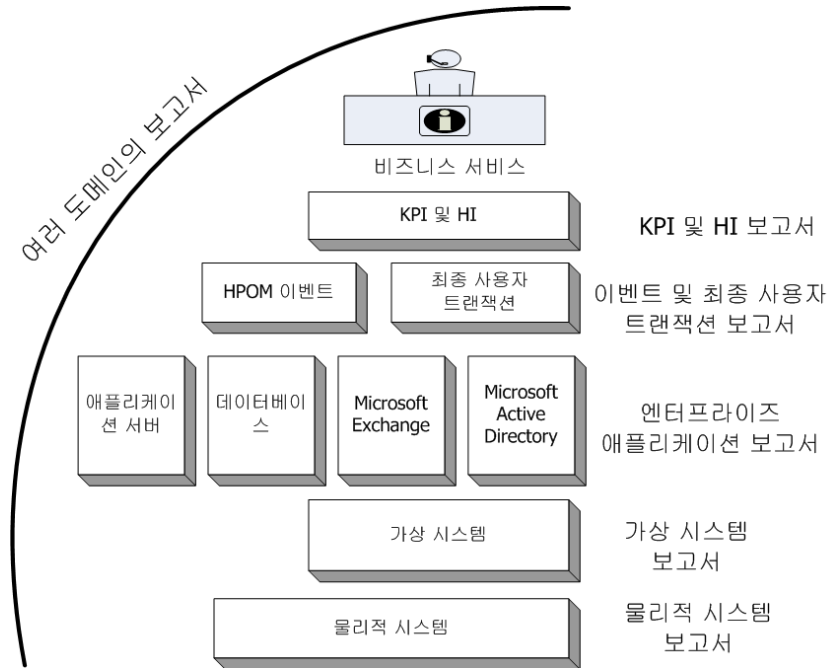 여러 도메인의 보고서
비즈니스 서비스
KPI 및 HI
KPI 및 HI 보고서
HPOM 이벤트
최종 사용자
트랜잭션
이벤트 및 최종 사용자
트랜잭션 보고서
애플리케이
션 서버
데이터베이
스
Microsoft
Exchange
Microsoft
Active
Directory
엔터프라이즈
애플리케이션 보고서
가상 시스템
가상 시스템
보고서
물리적 시스템
물리적 시스템
보고서